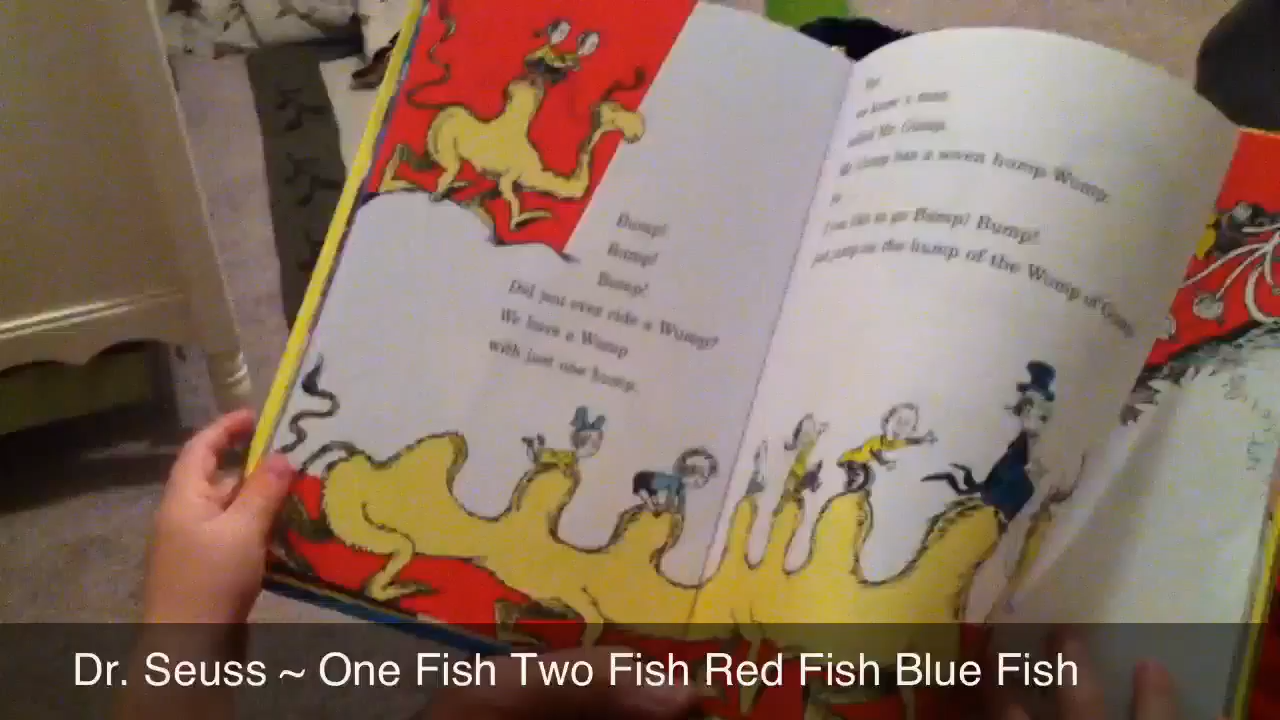 Bump!
Bump!
Bump!
Did you ever ride a Wump?
We have a Wump
with just one hump.
But
we know a man
called Mr. Gump.
Mr. Gump has a seven hump Wump.
So . .
if you like to go Bump! Bump!
just jump on the hump of the Wump of Gump.
Dr. Seuss ~ One Fish Two Fish Red Fish Blue Fish